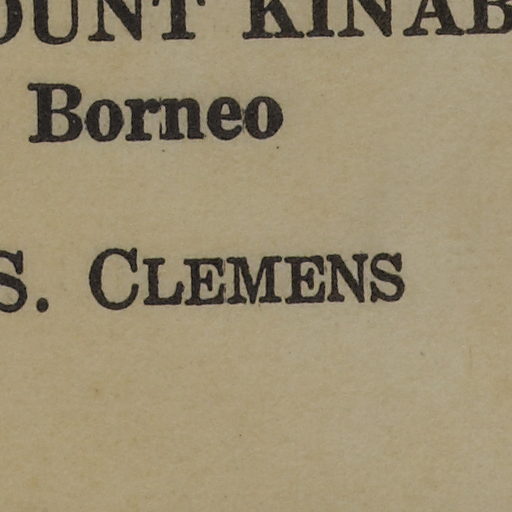 OUNT KINAB
Borneo
S. CLEMENS